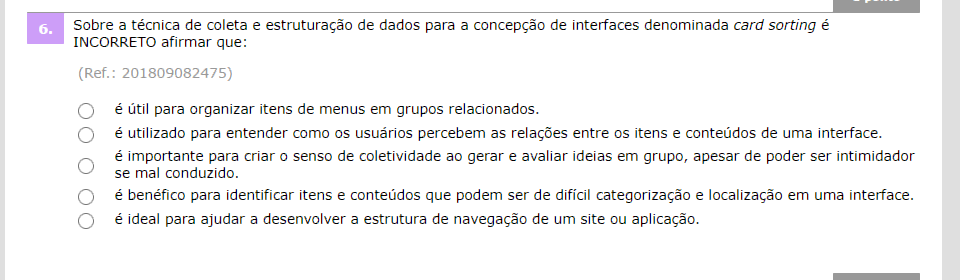 6.
Sobre a técnica de coleta e estruturação de dados para a concepção de interfaces denominada card sorting é
INCORRETO afirmar que:
(Ref.: 201809082475)
é útil para organizar itens de menus em grupos relacionados.
é utilizado para entender como os usuários percebem as relações entre os itens e conteúdos de uma interface.
é importante para criar o senso de coletividade ao gerar e avaliar ideias em grupo, apesar de poder ser intimidador
se mal conduzido.
é benéfico para identificar itens e conteúdos que podem ser de difícil categorização e localização em uma interface.
é ideal para ajudar a desenvolver a estrutura de navegação de um site ou aplicação.